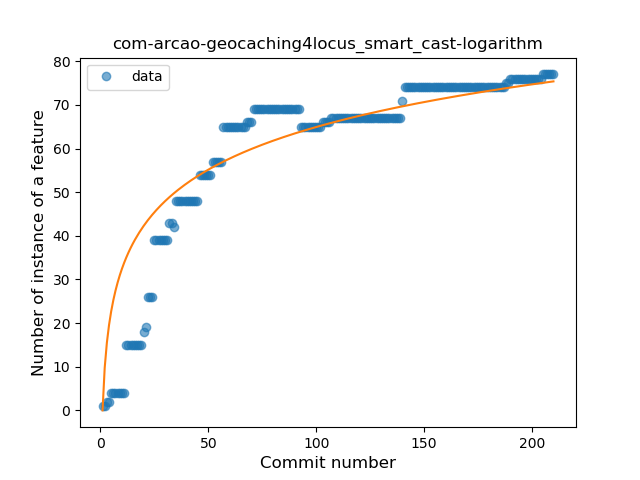 com-arcao-geocaching4locus_smart_cast-logarithm
data
Number of instance of a feature
80
70
60
50
40
30
20
10
0
0 50 100 150 200
Commit number